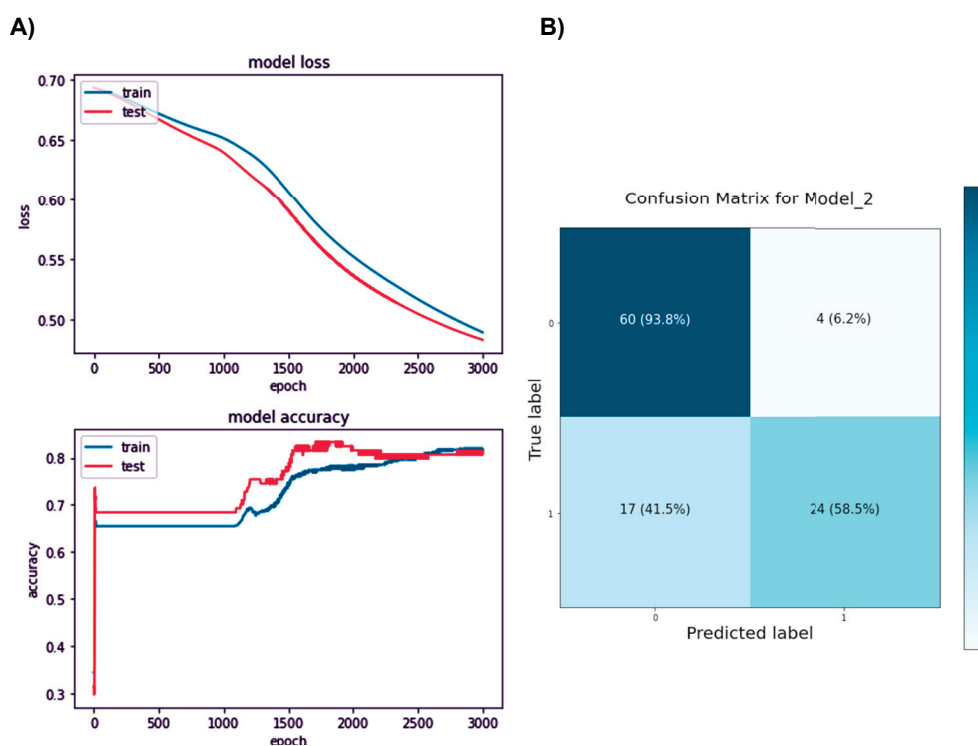 A)
model loss
train
test
0.70
0.65
0.60
0.55
0.50
loss
0 500 1000 1500 2000 2500 3000
epoch
model accuracy
train
test
0.8
0.7
0.6
0.5
0.4
0.3
accuracy
0 500 1000 1500 2000 2500 3000
epoch
B)
Confusion Matrix for Model_2
60 (93.8%) 4 (6.2%)
17 (41.5%) 24 (58.5%)
0
1
True label
0 1
Predicted label